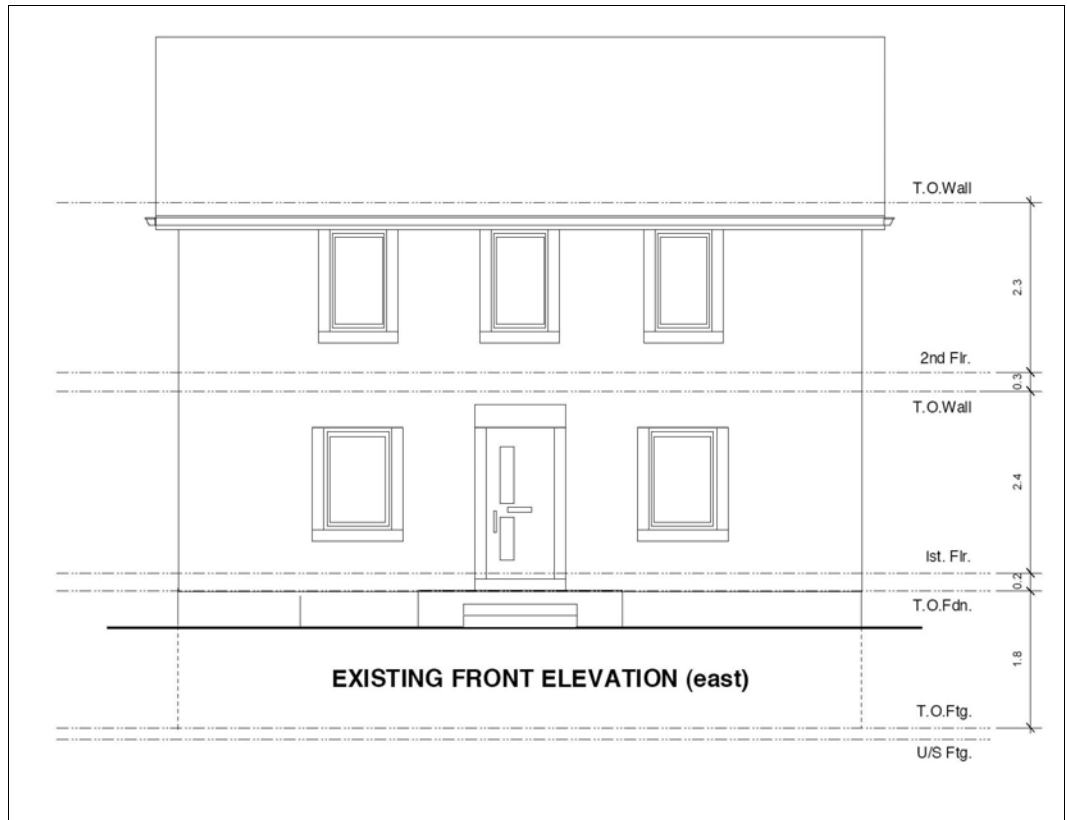 T.O.Wall
2.3
2nd Flr.
0.3
T.O.Wall
2.4
Ist. Flr.
0.2
T.O.Fdn.
1.8
EXISTING FRONT ELEVATION (east)
T.O.Ftg.
U/S Ftg.